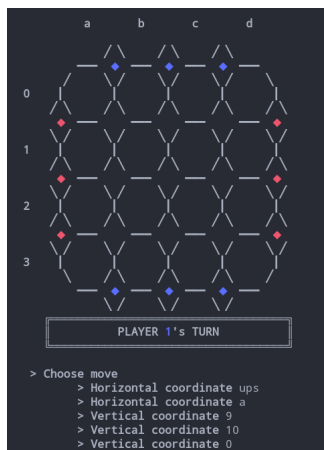 a b c d
0
1
2
3
PLAYER 1's TURN
> Choose move
> Horizontal coordinate ups
> Horizontal coordinate a
> Vertical coordinate 9
> Vertical coordinate 10
> Vertical coordinate 0